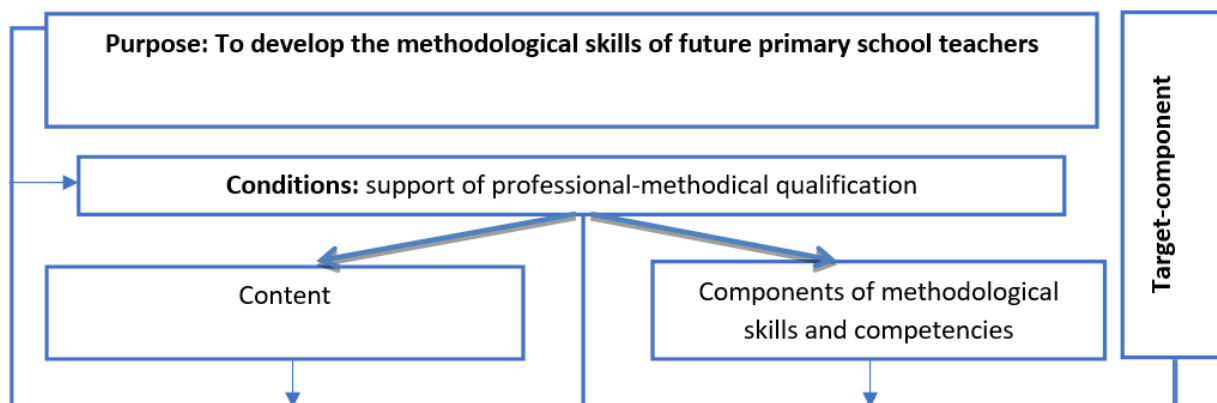 Purpose: To develop the methodological skills of future primary school teachers
Conditions: support of professional-methodical qualification
Content
Components of methodological
skills and competencies
Target-component